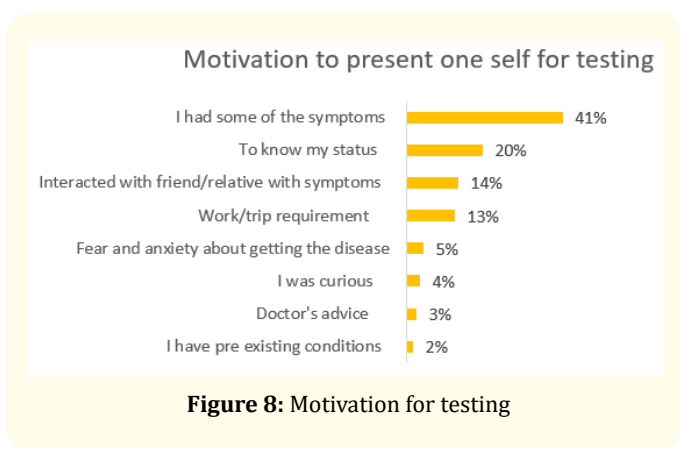 Motivation to present one self for testing
I had some of the symptoms 41%
To know my status 20%
Interacted with friend/relative with symptoms 14%
Work/trip requirement 13%
Fear and anxiety about getting the disease 5%
I was curious 4%
Doctor's advice 3%
I have pre existing conditions 2%
Figure 8: Motivation for testing